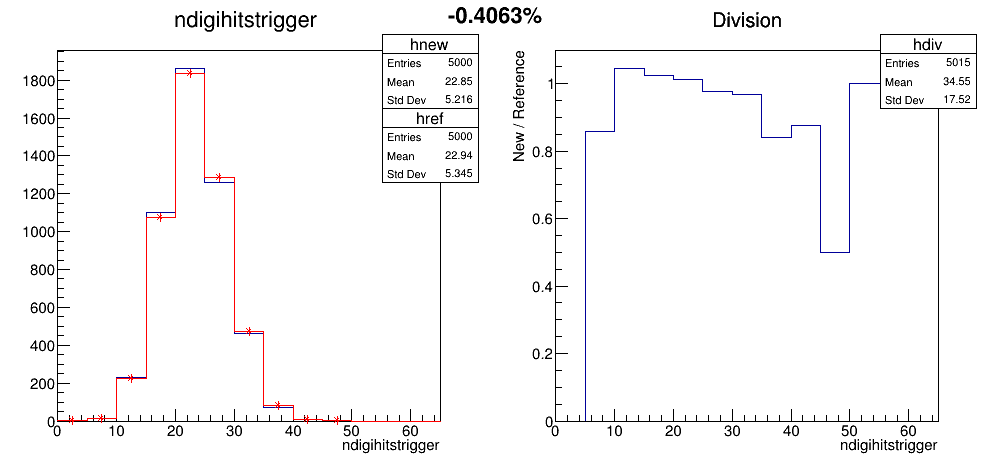 -0.4063%
ndigihitstrigger
hnew
Entries 5000
Mean 22.85
Std Dev 5.216
href
Entries 5000
Mean 22.94
Std Dev 5.345
1800
1600
1400
1200
1000
800
600
400
200
0
0 10 20 30 40 50 60
ndigihitstrigger
Division
hdiv
Entries 5015
Mean 34.55
Std Dev 17.52
New / Reference
1
0.8
0.6
0.4
0.2
0
0 10 20 30 40 50 60
ndigihitstrigger